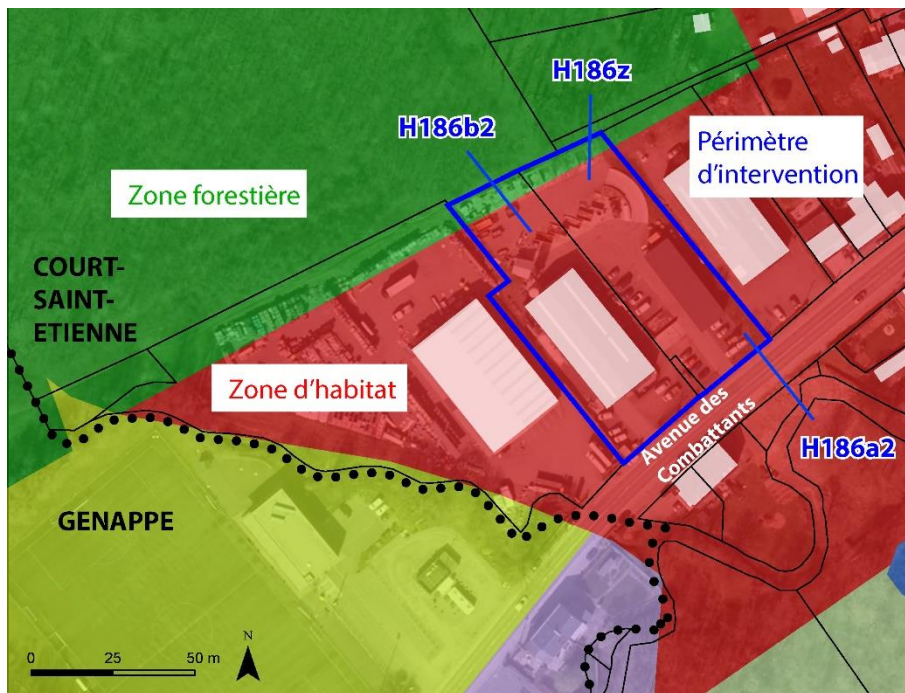 H186z
H186b2
Périmètre
d'intervention
Zone forestière
COURT-
SAINT-
ETIENNE
Zone d'habitat
Avenue des
Combattants
H186a2
GENAPPE
N
0 25 50 m